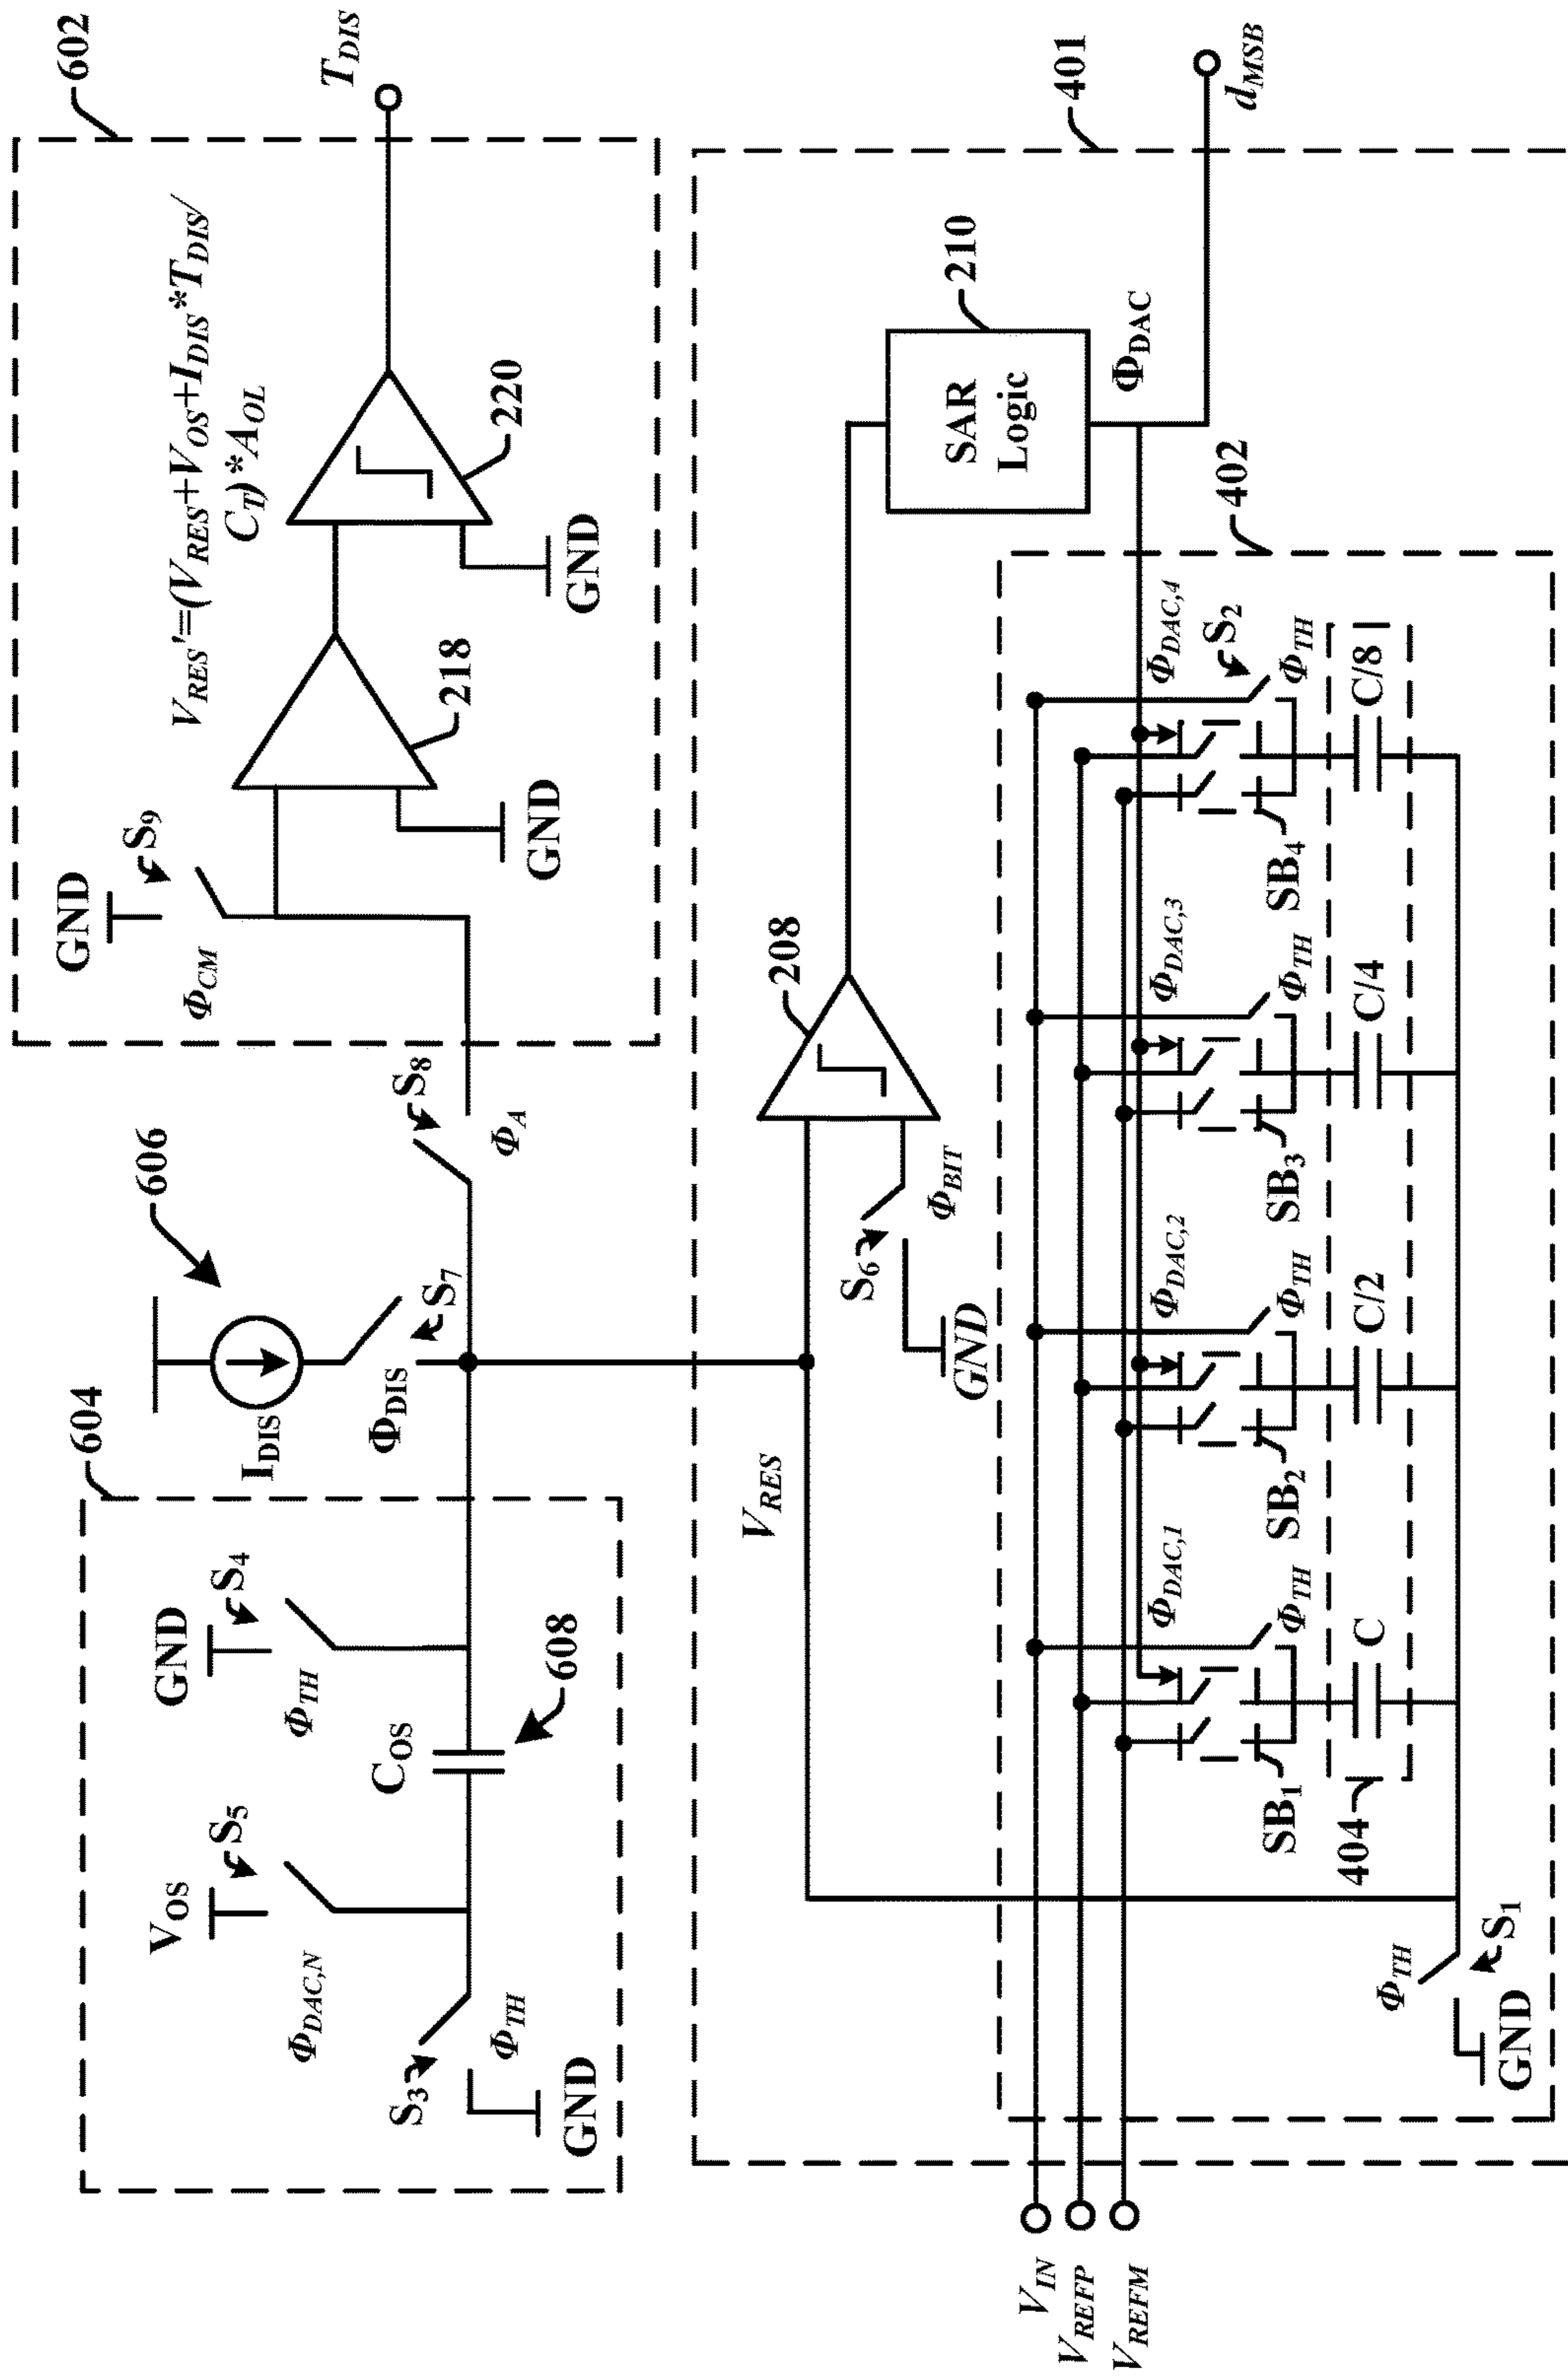 604
V_OS
S_5
Φ_DAC,N
S_3
Φ_TH
GND
GND
S_4
Φ_TH
C_OS
608
606
I_DIS
Φ_DIS
S_7
S_8
Φ_A
602
GND
S_9
Φ_CM
V_RES'=(V_RES+V_OS+I_DIS*T_DIS/
C_T)*A_OL
218
GND
220
GND
T_DIS
401
V_RES
208
S_6
Φ_BIT
GND
210
SAR
Logic
Φ_DAC
d_MSB
402
V_IN
V_REFP
V_REFM
Φ_DAC,1
Φ_DAC,2
Φ_DAC,3
Φ_DAC,4
S_2
Φ_TH
Φ_TH
Φ_TH
Φ_TH
SB_1
SB_2
SB_3
SB_4
404
C
C/2
C/4
C/8
Φ_TH
S_1
GND